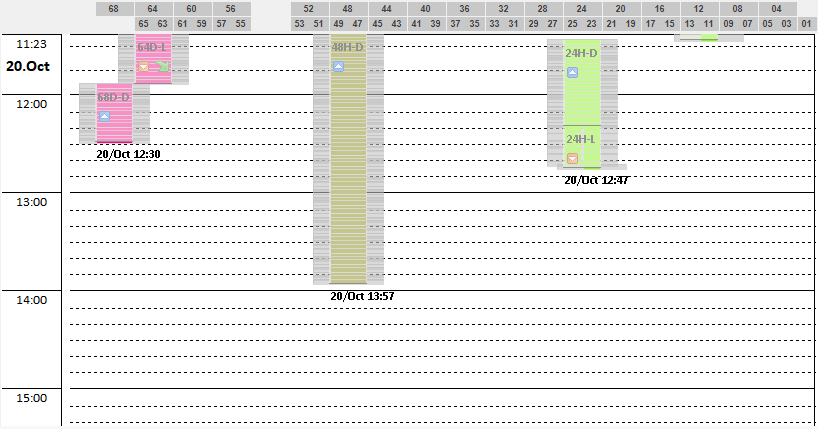 68 64 60 56 52 48 44 40 36 32 28 24 20 16 12 08 04
65 63 61 59 57 55 53 51 49 47 45 43 41 39 37 35 33 31 29 27 25 23 21 19 17 15 13 11 09 07 05 03 01
11:23
64D-L 48H-D 24H-D
20.Oct
68D-D
12:00
24H-L
20/Oct 12:30
20/Oct 12:47
13:00
20/Oct 13:57
14:00
15:00